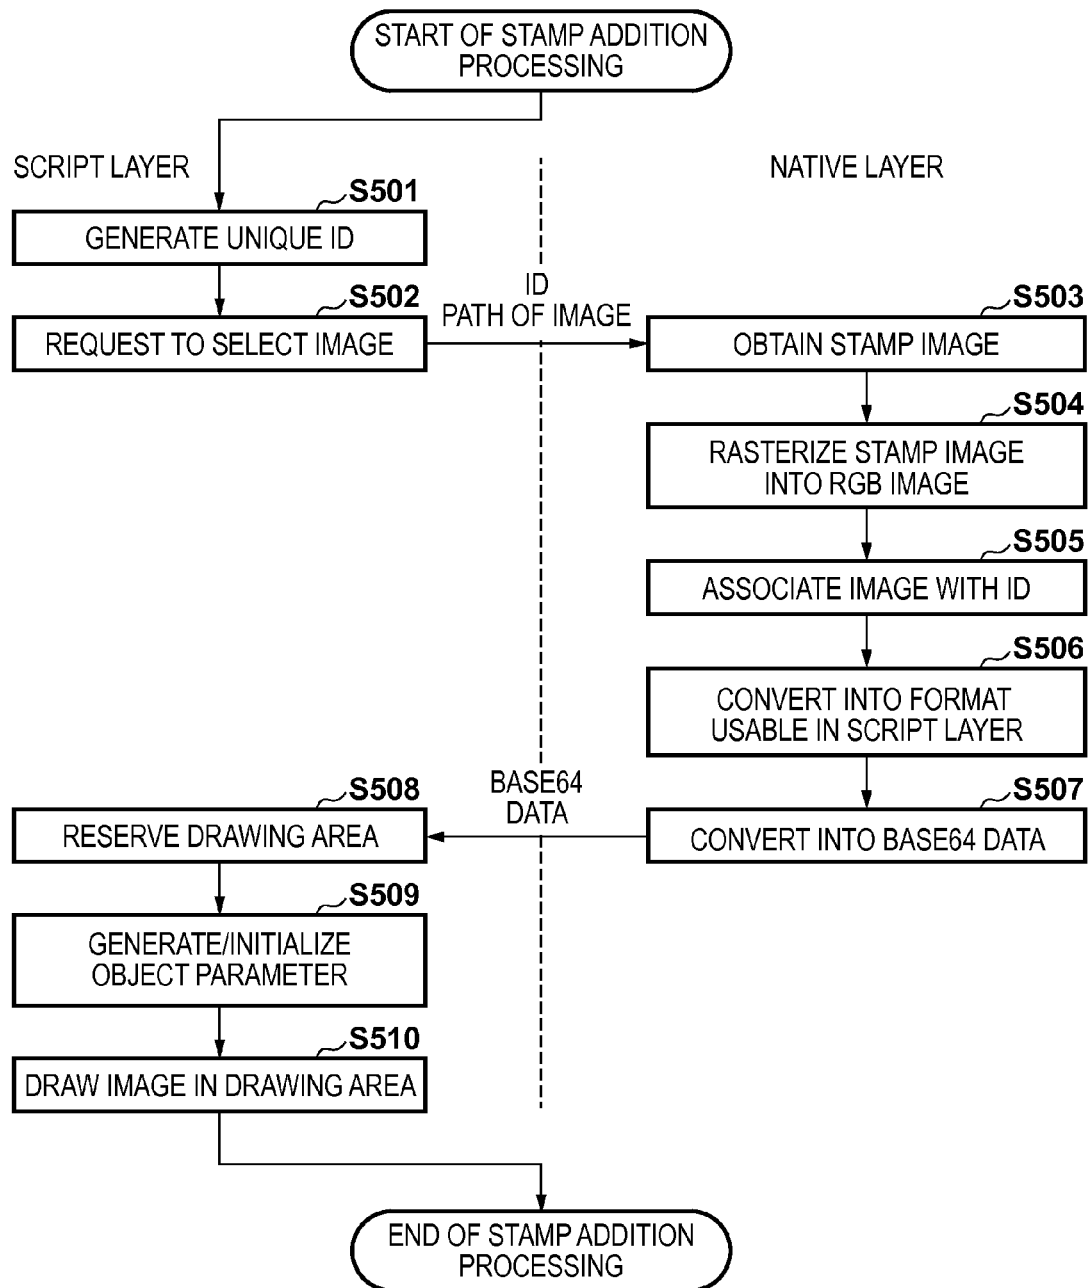 START OF STAMP ADDITION
PROCESSING
SCRIPT LAYER
NATIVE LAYER
S501
GENERATE UNIQUE ID
S502
REQUEST TO SELECT IMAGE
ID
PATH OF IMAGE
S503
OBTAIN STAMP IMAGE
S504
RASTERIZE STAMP IMAGE
INTO RGB IMAGE
S505
ASSOCIATE IMAGE WITH ID
S506
CONVERT INTO FORMAT
USABLE IN SCRIPT LAYER
S507
CONVERT INTO BASE64 DATA
BASE64
DATA
S508
RESERVE DRAWING AREA
S509
GENERATE/INITIALIZE
OBJECT PARAMETER
S510
DRAW IMAGE IN DRAWING AREA
END OF STAMP ADDITION
PROCESSING